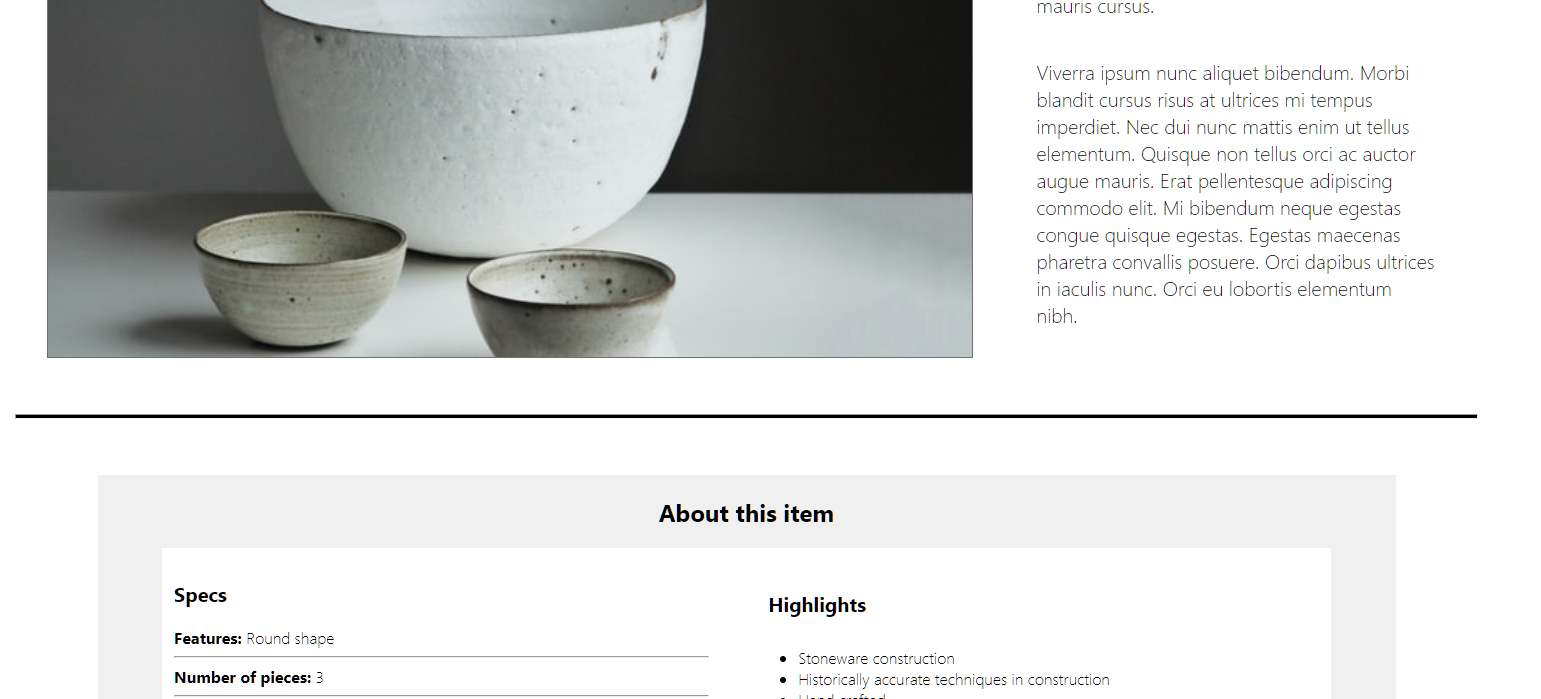 mauris cursus.
Viverra ipsum nunc aliquet bibendum. Morbi
blandit cursus risus at ultrices mi tempus
imperdiet. Nec dui nunc mattis enim ut tellus
elementum. Quisque non tellus orci ac auctor
augue mauris. Erat pellentesque adipiscing
commodo elit. Mi bibendum neque egestas
congue quisque egestas. Egestas maecenas
pharetra convallis posuere. Orci dapibus ultrices
in iaculis nunc. Orci eu lobortis elementum
nibh.
About this item
Specs
Features: Round shape
Number of pieces: 3
Highlights
• Stoneware construction
• Historically accurate techniques in construction